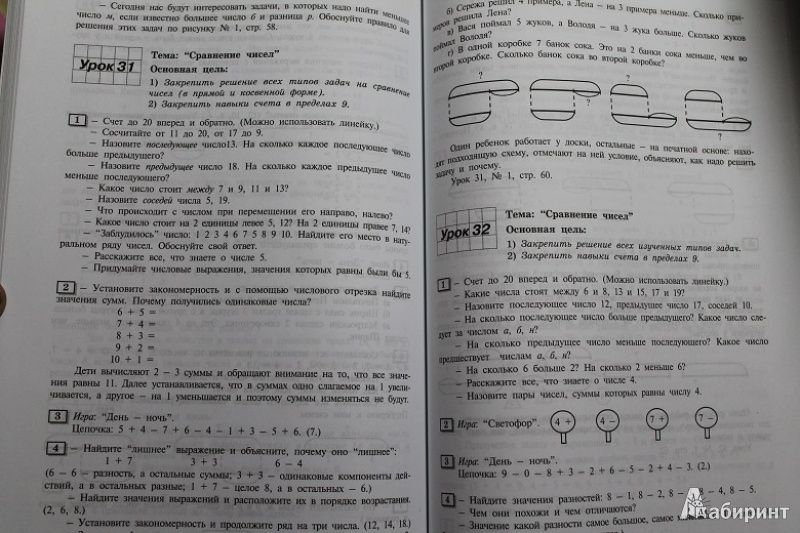 — Сегодня нас будут интересовать задачи, в которых надо найти меньшее
число м, если известно большее число б и разница р. Обоснуйте правило для
решения этих задач по рисунку № 1, стр. 58.
Урок 31
Тема: “Сравнение чисел”
Основная цель:
1) Закрепить решение всех типов задач на сравнение
чисел (в прямой и косвенной форме).
2) Закрепить навыки счета в пределах 9.
1 – Счет до 20 вперед и обратно. (Можно использовать линейку.)
– Сосчитайте от 11 до 20, от 17 до 9.
– Назовите последующее число13. На сколько каждое последующее число
больше предыдущего?
– Назовите предыдущее число 18. На сколько каждое предыдущее число
меньше последующего?
– Какое число стоит между 7 и 9, 11 и 13?
– Назовите соседей числа 5, 19.
– Что происходит с числом при перемещении его направо, налево?
– Какое число стоит на 2 единицы левее 5, 12? На 2 единицы правее 7, 14?
– “Заблудилось” число: 1 2 3 4 6 7 5 8 9 10. Найдите его место в нату-
ральном ряду чисел. Обоснуйте свой ответ.
– Расскажите все, что знаете о числе 5.
– Придумайте числовые выражения, значения которых равны были бы 5.
2 – Установите закономерность и с помощью числового отрезка найдите
значения сумм. Почему получились одинаковые числа?
6 + 5 =
7 + 4 =
8 + 3 =
9 + 2 =
10 + 1 =
Дети вычисляют 2 – 3 суммы и обращают внимание на то, что все значе-
ния равны 11. Далее устанавливается, что в суммах одно слагаемое на 1 увели-
чивается, а другое – на 1 уменьшается и поэтому суммы изменяться не будут.
3 Игра: “День – ночь”.
Цепочка: 5 + 4 – 7 + 6 – 4 – 1 + 3 – 5 + 6. (7.)
4 – Найдите “лишнее” выражение и объясните, почему оно “лишнее”:
1 + 7 3 + 3 6 – 4
(6 – 6 – разность, а остальные суммы; 3 + 3 – одинаковые компоненты дей-
ствий, а в остальных разные; 1 + 7 – целое 8, а в остальных – 6.)
– Найдите значения выражений и расположите их в порядке возрастания.
(2, 6, 8.)
– Установите закономерность и продолжите ряд на три числа. (12, 14, 18.)
б) Сережа решил 4 примера, а Лена – на 3 примера меньше. Сколько при-
меров решила Лена?
в) Вася поймал 5 жуков, а Володя – на 3 жука больше. Сколько жуков
поймал Володя?
г) В одной коробке 7 банок сока. Это на 2 банки сока меньше, чем во
второй коробке. Сколько банок сока во второй коробке?
? ? ? ?
Один ребенок работает у доски, остальные – на печатной основе: нахо-
дят подходящую схему, отмечают на ней условие, объясняют, как надо решить
задачу и почему.
Урок 31, № 1, стр. 60.
Урок 32
Тема: “Сравнение чисел”
Основная цель:
1) Закрепить решение всех изученных типов задач.
2) Закрепить навыки счета в пределах 9.
1 – Счет до 20 вперед и обратно. (Можно использовать линейку.)
– Какие числа стоят между 6 и 8, 13 и 15, 17 и 19?
– Назовите последующее число 12, предыдущее число 17, соседей 10.
– На сколько последующее число больше предыдущего? Какое число сле-
дует за числом а, б, н?
– На сколько предыдущее число меньше последующего? Какое число
предшествует числам а, б, н?
– На сколько 6 больше 2? На сколько 2 меньше 6?
– Расскажите все, что знаете о числе 4.
– Назовите пары чисел, суммы которых равны числу 4.
2 Игра: “Светофор”. 4 + 4 – 7 + 7 –
3 Игра: “День – ночь”.
Цепочка: 9 – 0 – 8 + 3 – 2 + 6 – 5 – 2 + 4 – 3. (2.)
4 – Найдите значения разностей: 8 – 1, 8 – 2, 8 – 8 – 4, 8 – 5.
– Чем они похожи и чем отличаются?
– Значение какой разности самое большое, самое
Лабиринт